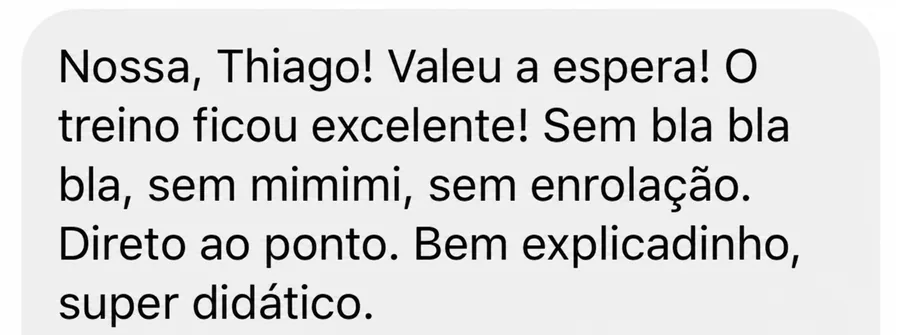 Nossa, Thiago! Valeu a espera! O
treino ficou excelente! Sem bla bla
bla, sem mimimi, sem enrolação.
Direto ao ponto. Bem explicadinho,
super didático.